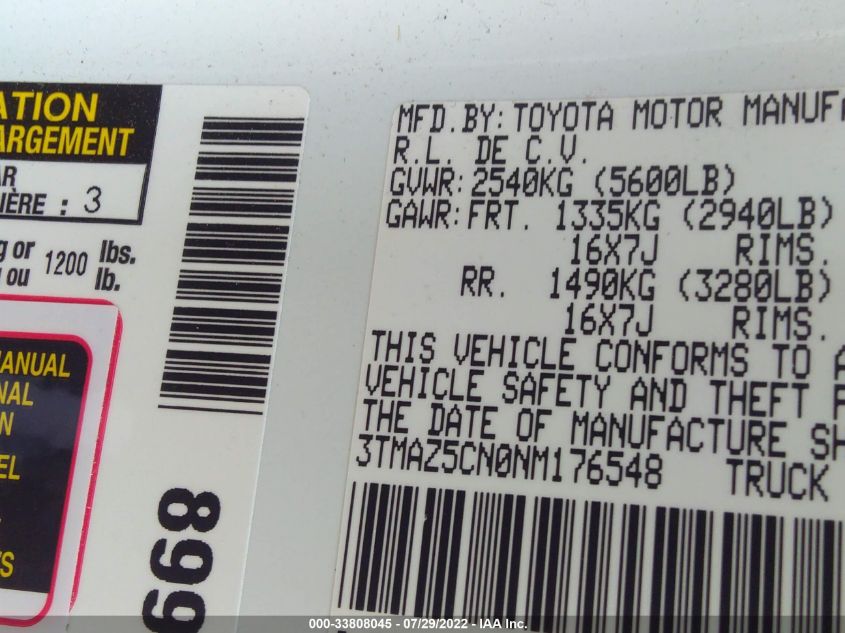 ATION
ARGEMENT
AR
IÈRE : 3
g or 1200 lbs.
ou lb.
MANUAL
NAL
N
EL
S
899
MFD.BY: TOYOTA MOTOR MANUFA
R.L. DE C.V.
GVWR: 2540KG (5600LB)
GAWR: FRT. 1335KG (2940LB)
16X7J RIMS.
RR. 1490KG (3280LB)
16X7J RIMS.
THIS VEHICLE CONFORMS TO A
VEHICLE SAFETY AND THEFT P
THE DATE OF MANUFACTURE SH
3TMAZ5CN0NM176548 TRUCK
000-33808045 - 07/29/2022 - IAA Inc.